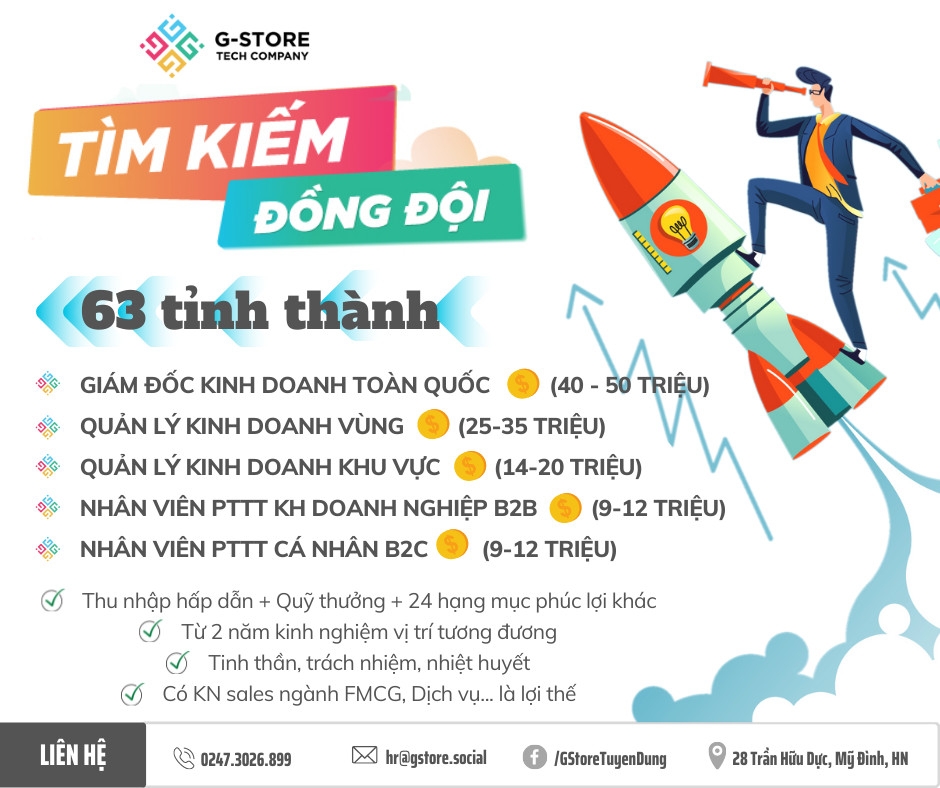 G-STORE
TECH COMPANY
TÌM KIẾM
ĐỒNG ĐỘI
63 tỉnh thành
GIÁM ĐỐC KINH DOANH TOÀN QUỐC $ (40 - 50 TRIỆU)
QUẢN LÝ KINH DOANH VÙNG $ (25-35 TRIỆU)
QUẢN LÝ KINH DOANH KHU VỰC $ (14-20 TRIỆU)
NHÂN VIÊN PTTT KH DOANH NGHIỆP B2B $ (9-12 TRIỆU)
NHÂN VIÊN PTTT CÁ NHÂN B2C $ (9-12 TRIỆU)
Thu nhập hấp dẫn + Quỹ thưởng + 24 hạng mục phúc lợi khác
Từ 2 năm kinh nghiệm vị trí tương đương
Tinh thần, trách nhiệm, nhiệt huyết
Có KN sales ngành FMCG, Dịch vụ... là lợi thế
LIÊN HỆ 0247.3026.899 hr@gstore.social /GStoreTuyenDung 28 Trần Hữu Dực, Mỹ Đình, HN